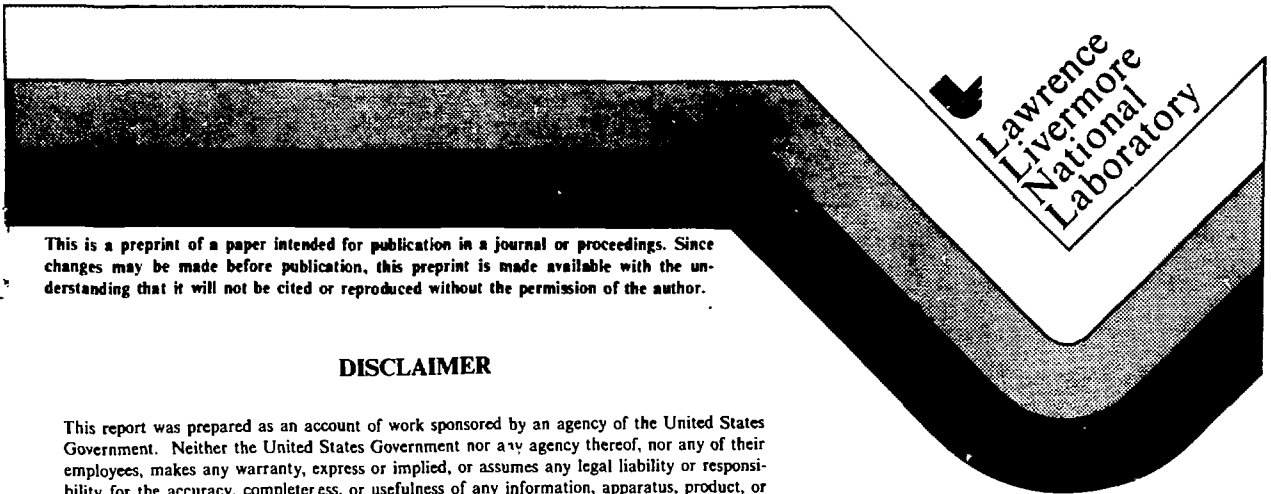 Lawrence
Livermore
National
Laboratory
This is a preprint of a paper intended for publication in a journal or proceedings. Since
changes may be made before publication, this preprint is made available with the un-
derstanding that it will not be cited or reproduced without the permission of the author.
DISCLAIMER
This report was prepared as an account of work sponsored by an agency of the United States
Government. Neither the United States Government nor any agency thereof, nor any of their
employees, makes any warranty, express or implied, or assumes any legal liability or responsi-
bility for the accuracy, completeness, or usefulness of any information, apparatus, product, or